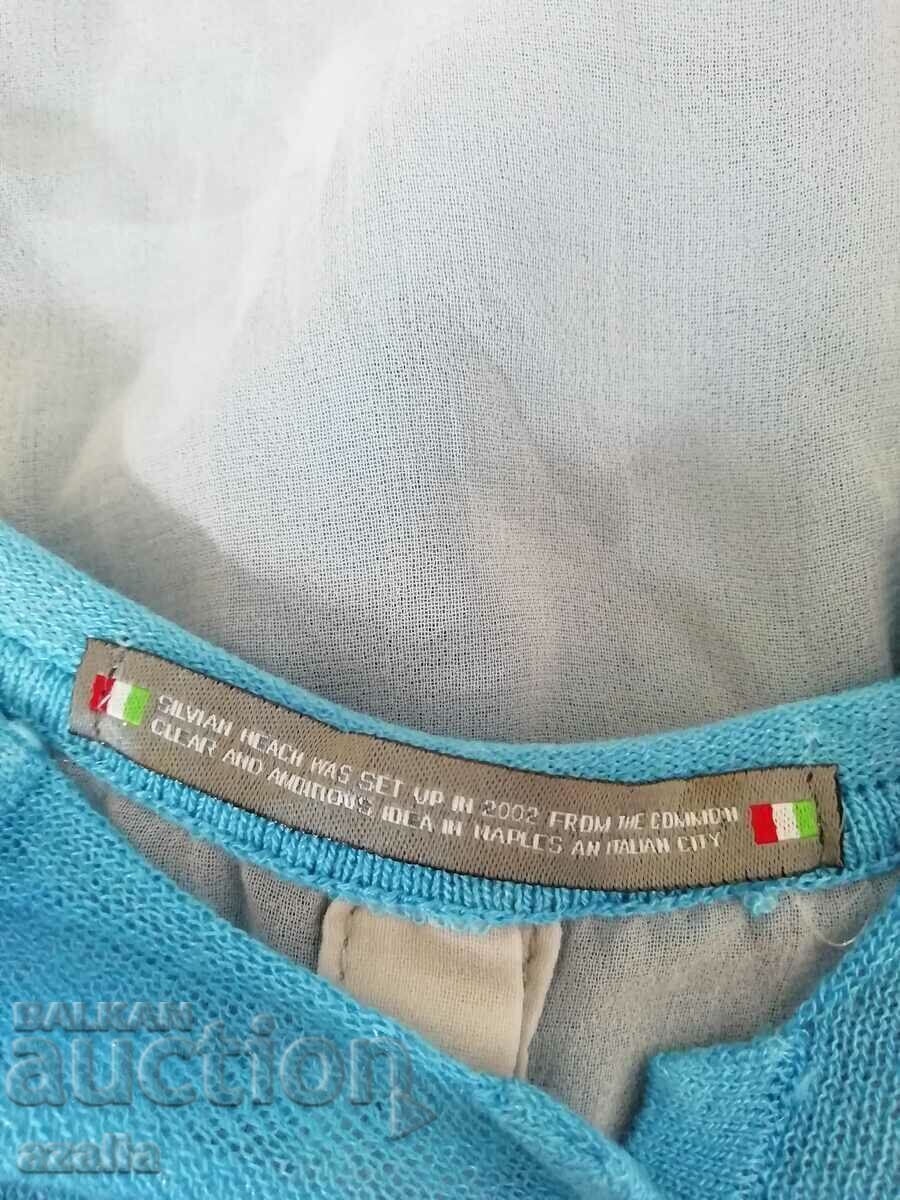 SILVIAN HEACH WAS SET UP IN 2002 FROM THE COMMON
CLEAR AND AMBITIOUS IDEA IN NAPLES AN ITALIAN CITY
BALKAN
auction
azalia